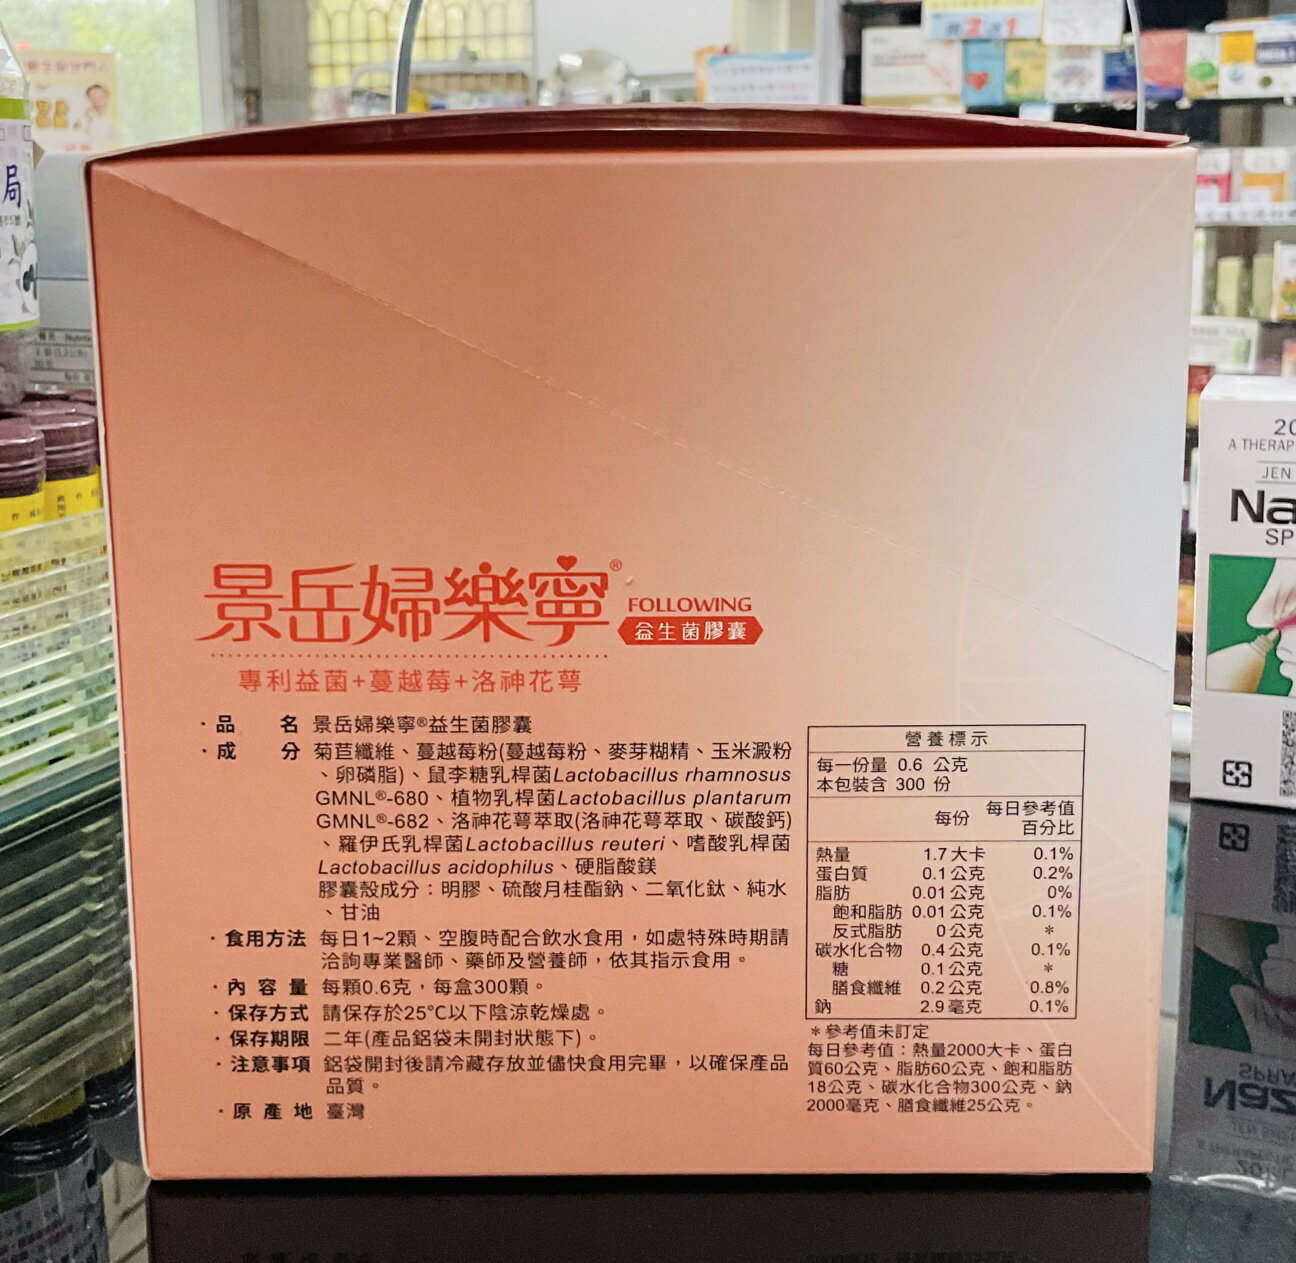 景岳婦樂寧®
FOLLOWING
益生菌膠囊
專利益菌+蔓越莓+洛神花萼
·品 名 景岳婦樂寧®益生菌膠囊
·成 分 菊苣纖維、蔓越莓粉(蔓越莓粉、麥芽糊精、玉米澱粉
、卵磷脂)、鼠李糖乳桿菌Lactobacillus rhamnosus
GMNL®-680、植物乳桿菌Lactobacillus plantarum
GMNL®-682、洛神花萼萃取(洛神花萼萃取、碳酸鈣)
、羅伊氏乳桿菌Lactobacillus reuteri、嗜酸乳桿菌
Lactobacillus acidophilus、硬脂酸鎂
膠囊殼成分：明膠、硫酸月桂酯鈉、二氧化鈦、純水
、甘油
·食用方法 每日1~2顆、空腹時配合飲水食用，如處特殊時期請
洽詢專業醫師、藥師及營養師，依其指示食用。
·內 容 量 每顆0.6克，每盒300顆。
·保存方式 請保存於25℃以下陰涼乾燥處。
·保存期限 二年(產品鋁袋未開封狀態下)。
·注意事項 鋁袋開封後請冷藏存放並儘快食用完畢，以確保產品
品質。
·原 產 地 臺灣
營養標示
每一份量 0.6 公克
本包裝含 300 份
每份 每日參考值
百分比
熱量 1.7大卡 0.1%
蛋白質 0.1公克 0.2%
脂肪 0.01公克 0%
飽和脂肪 0.01公克 0.1%
反式脂肪 0公克 *
碳水化合物 0.4公克 0.1%
糖 0.1公克 *
膳食纖維 0.2公克 0.8%
鈉 2.9毫克 0.1%
*參考值未訂定
每日參考值：熱量2000大卡、蛋白
質60公克、脂肪60公克、飽和脂肪
18公克、碳水化合物300公克、鈉
2000毫克、膳食纖維25公克。
局
20
A THERAP
JEN
Na
SP